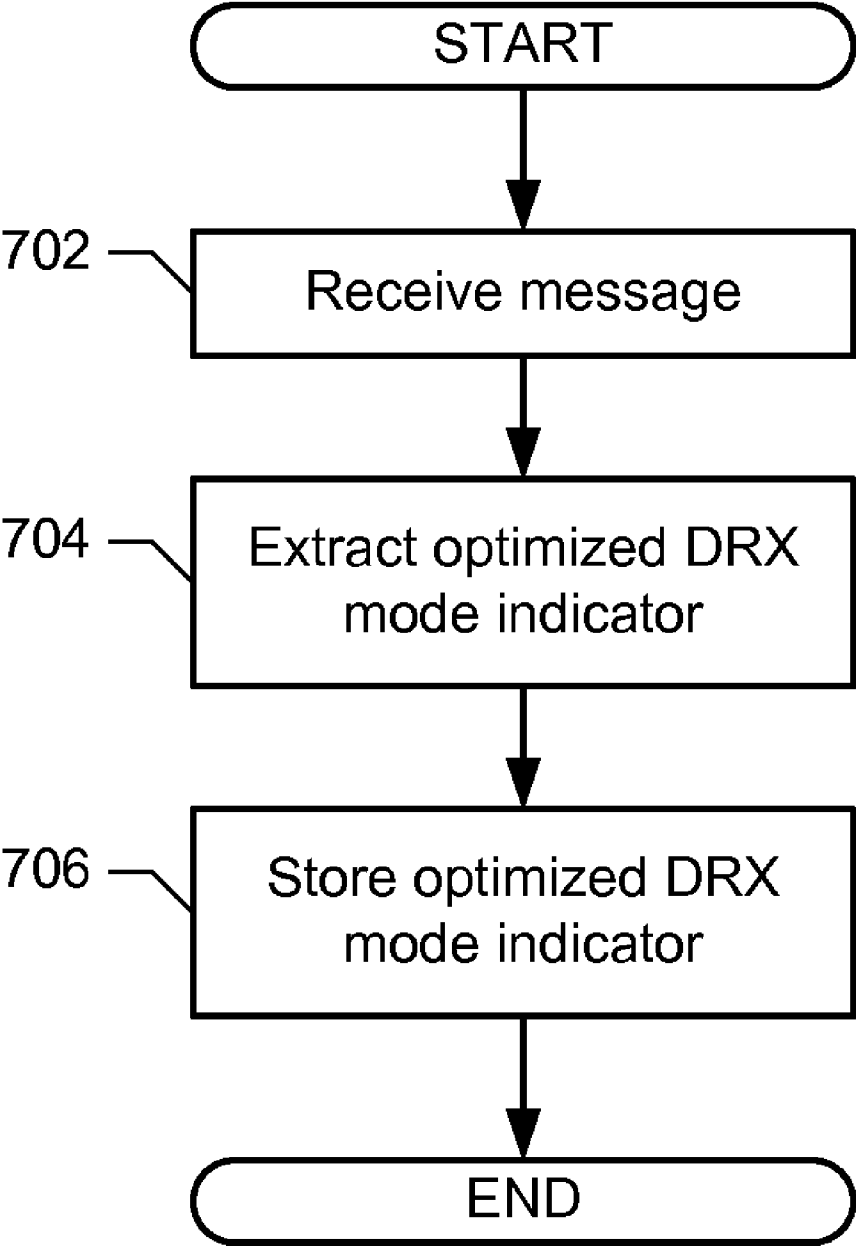 START
702
Receive message
704
Extract optimized DRX
mode indicator
706
Store optimized DRX
mode indicator
END